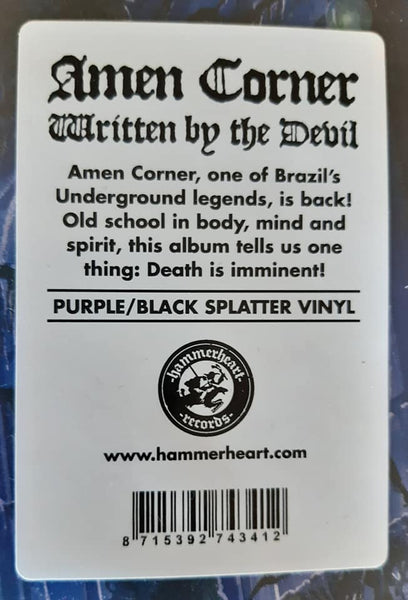 Amen Corner
Written by the Devil
Amen Corner, one of Brazil's
Underground legends, is back!
Old school in body, mind and
spirit, this album tells us one
thing: Death is imminent!
PURPLE/BLACK SPLATTER VINYL
-hammerheart-
-records-
www.hammerheart.com
8 715392 743412